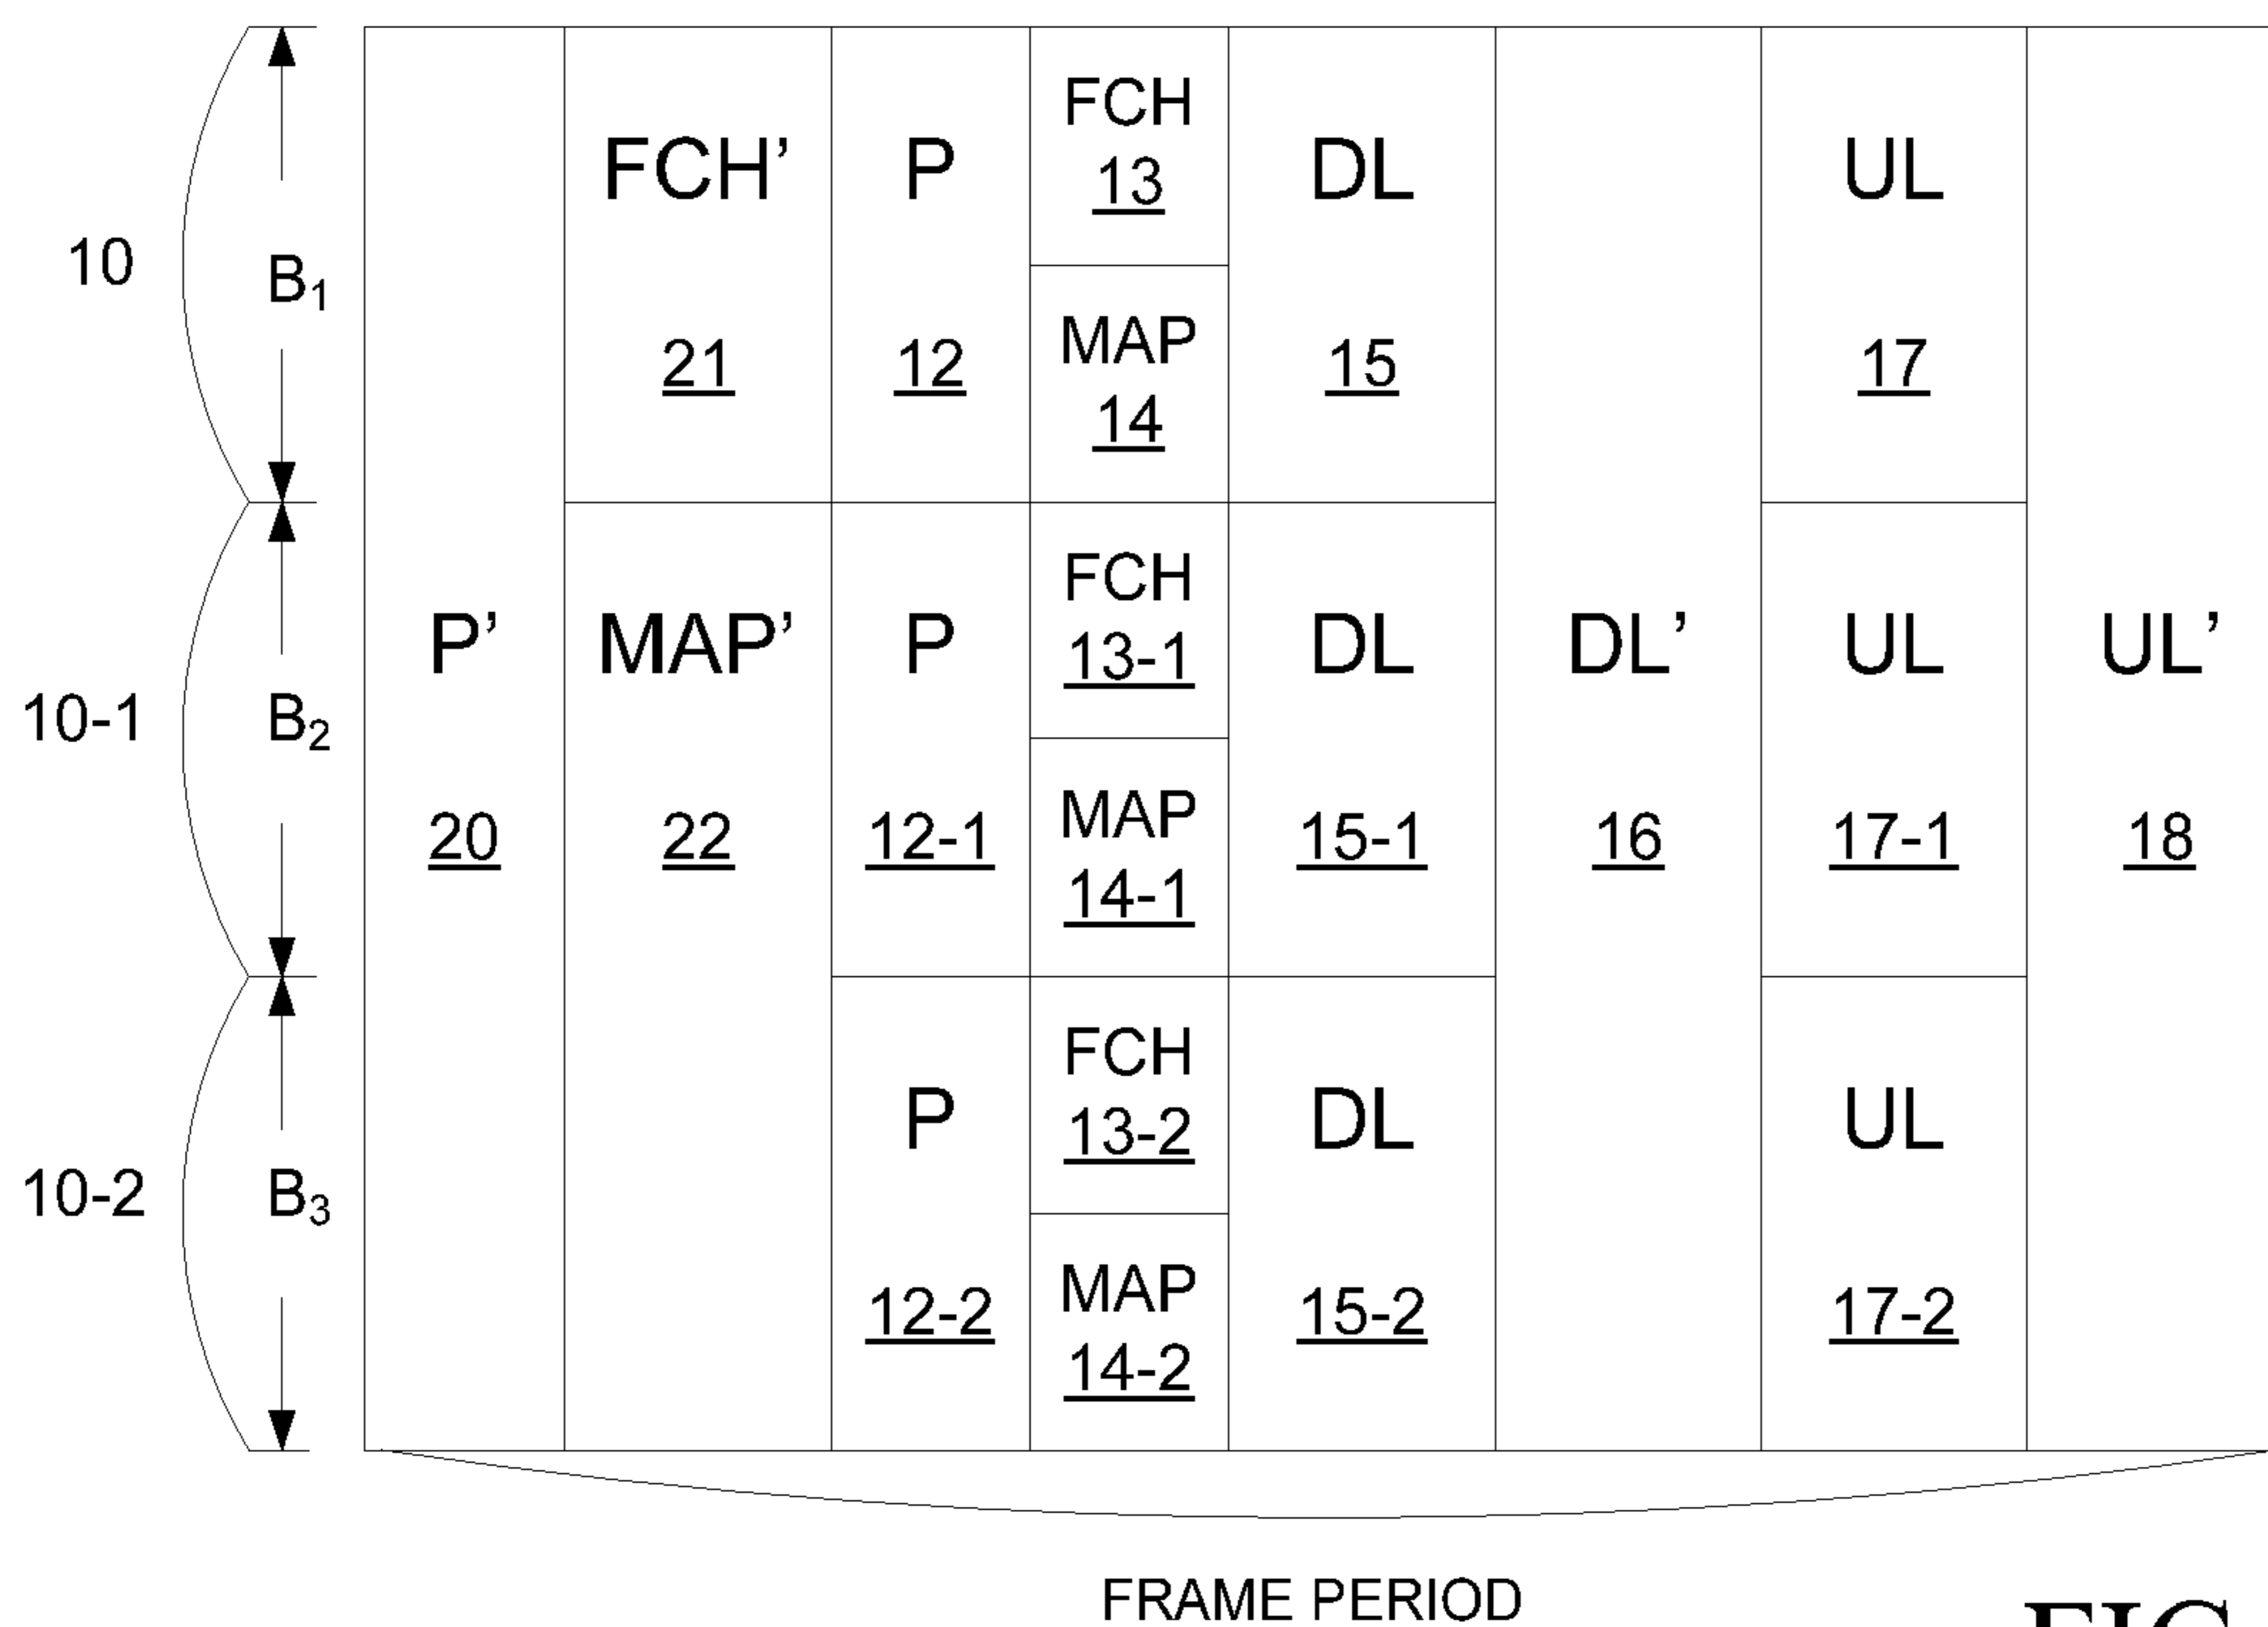 10
B1
FCH'
21
P
12
FCH
13
MAP
14
DL
15
UL
17
10-1
B2
P'
20
MAP'
22
P
12-1
FCH
13-1
MAP
14-1
DL
15-1
DL'
16
UL
17-1
UL'
18
10-2
B3
P
12-2
FCH
13-2
MAP
14-2
DL
15-2
UL
17-2
FRAME PERIOD